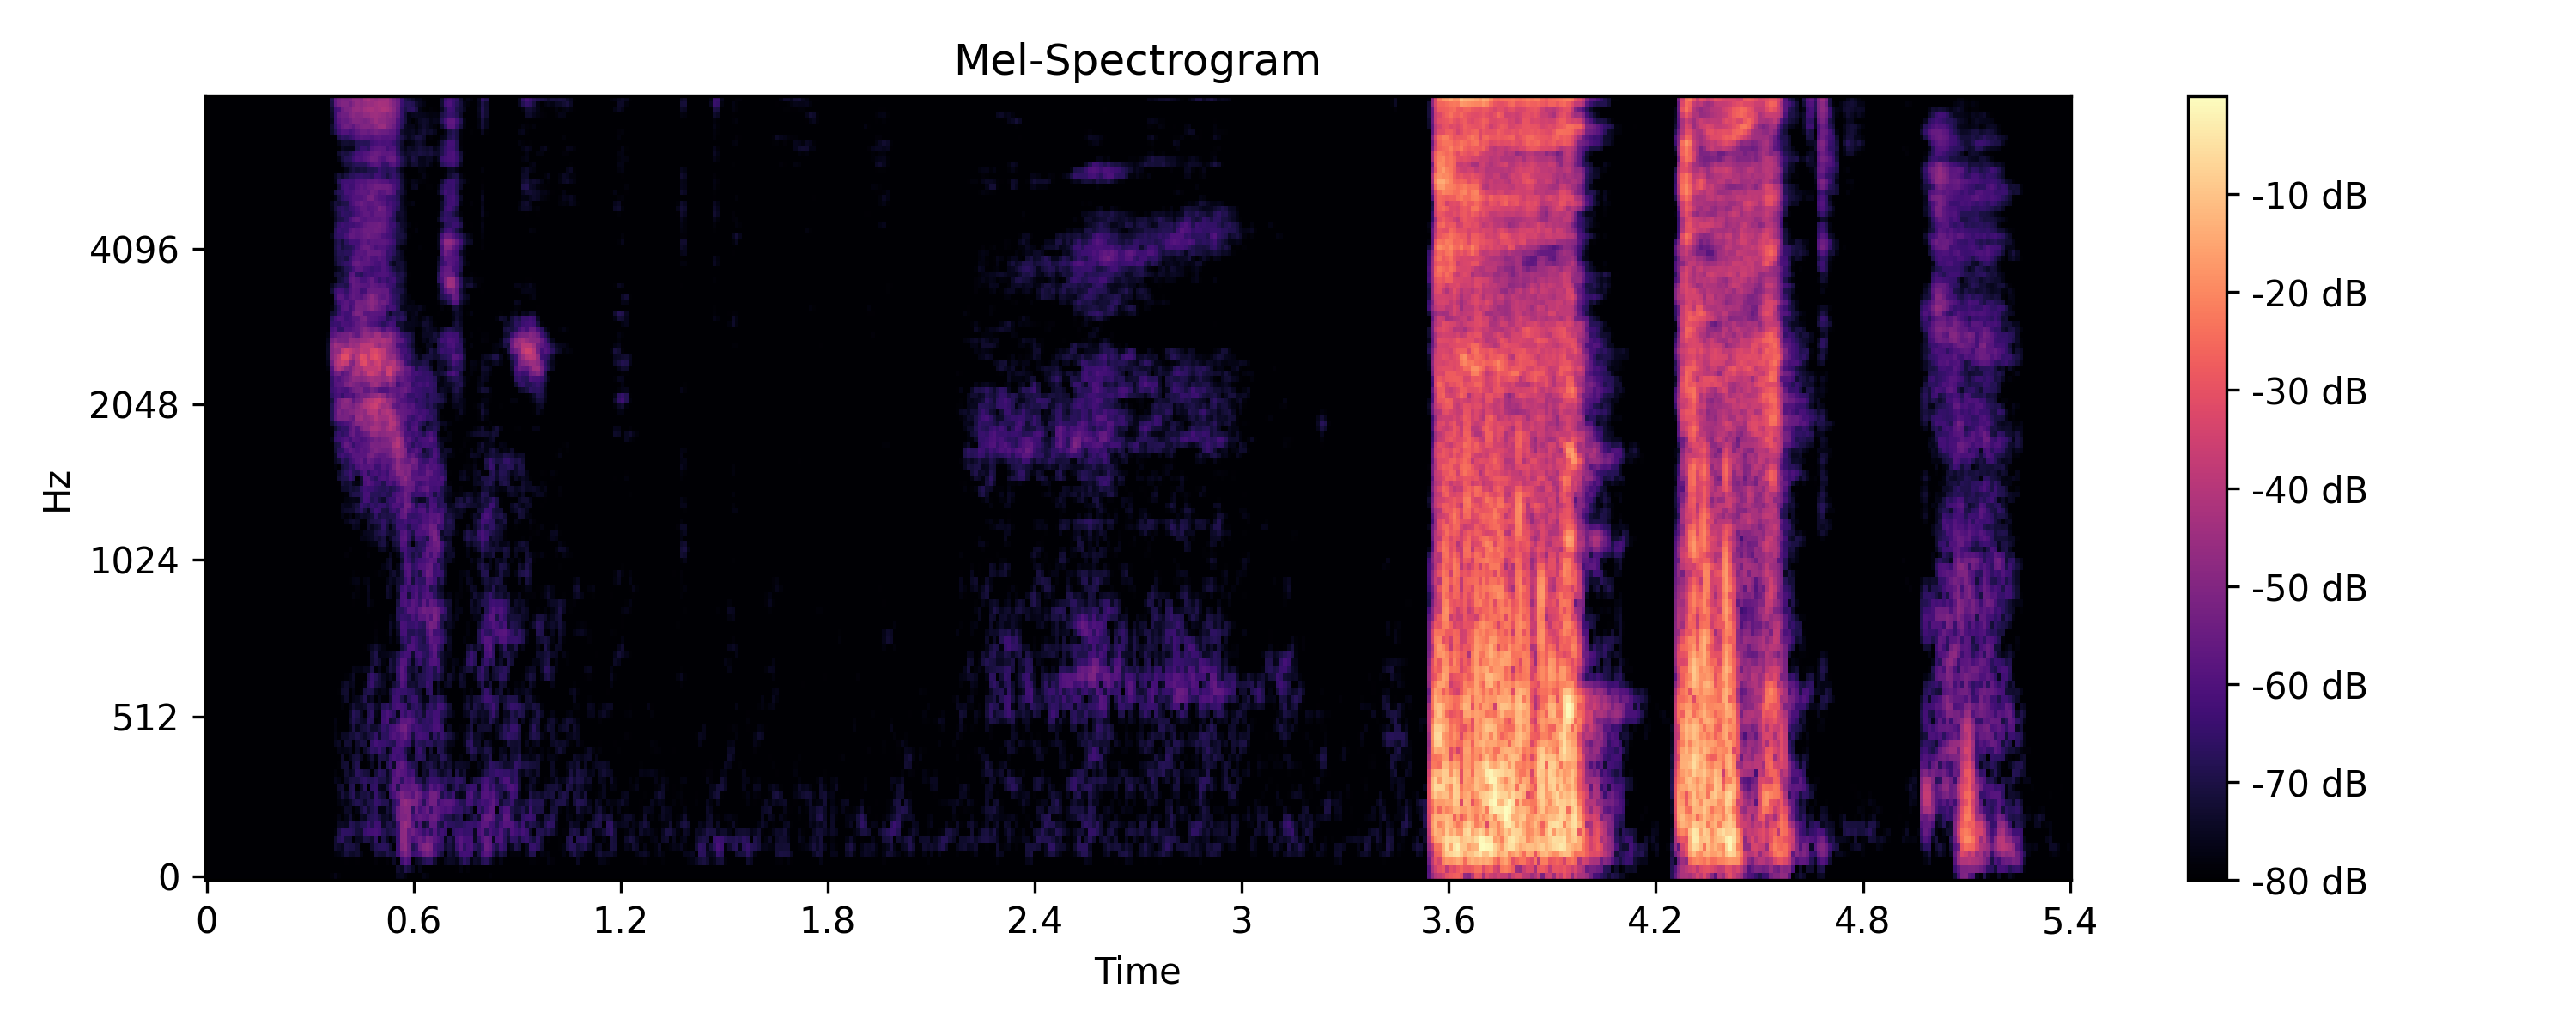 Mel-Spectrogram
Hz
4096
2048
1024
512
0
0 0.6 1.2 1.8 2.4 3 3.6 4.2 4.8 5.4
Time
-10 dB
-20 dB
-30 dB
-40 dB
-50 dB
-60 dB
-70 dB
-80 dB